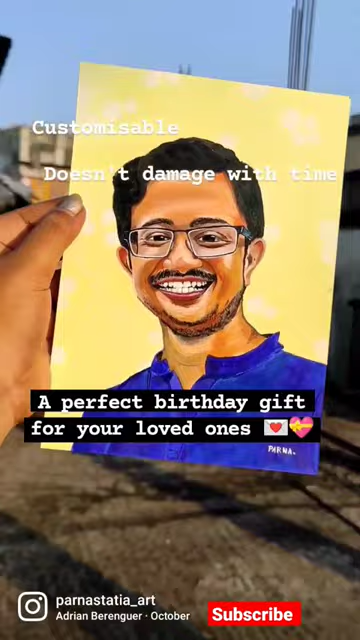 Customisable
Doesn't damage with time
A perfect birthday gift
for your loved ones 💌💝
PARNA.
parnastatia_art
Adrian Berenguer · October
Subscribe